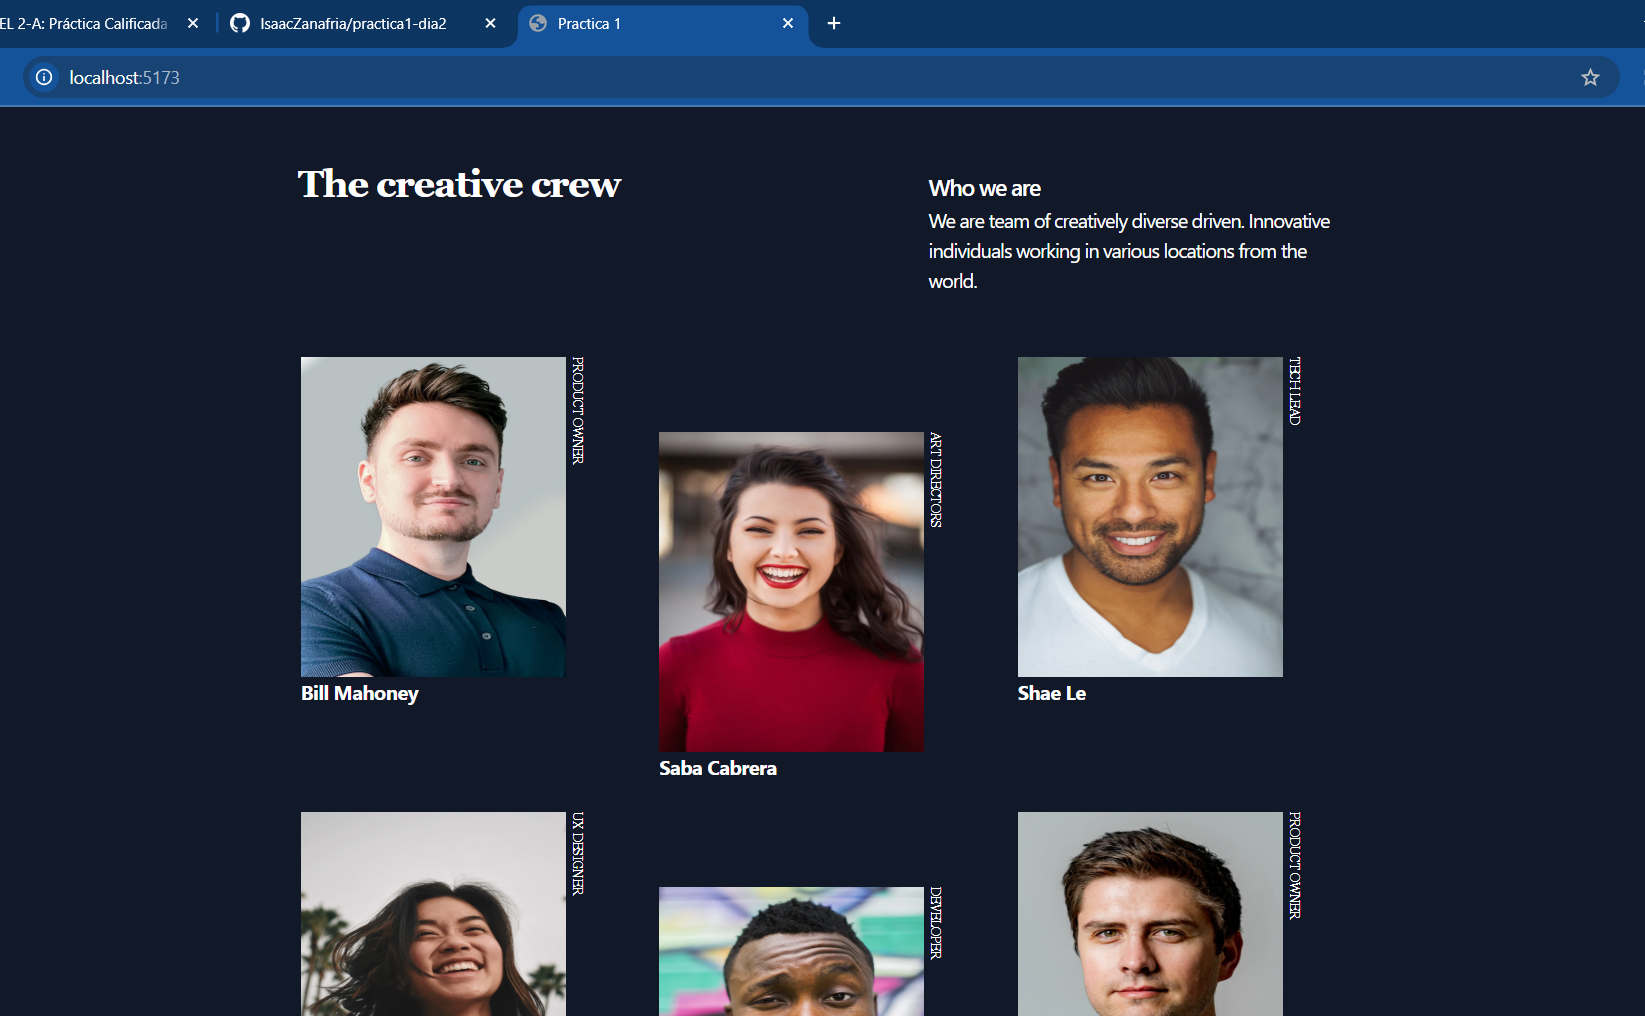 EL 2-A: Práctica Calificada
IsaacZanafria/practica1-dia2
Practica 1
localhost:5173
The creative crew
Who we are
We are team of creatively diverse driven. Innovative
individuals working in various locations from the
world.
PRODUCT OWNER
Bill Mahoney
ART DIRECTORS
Saba Cabrera
TECH LEAD
Shae Le
UX DESIGNER
DEVELOPER
PRODUCT OWNER